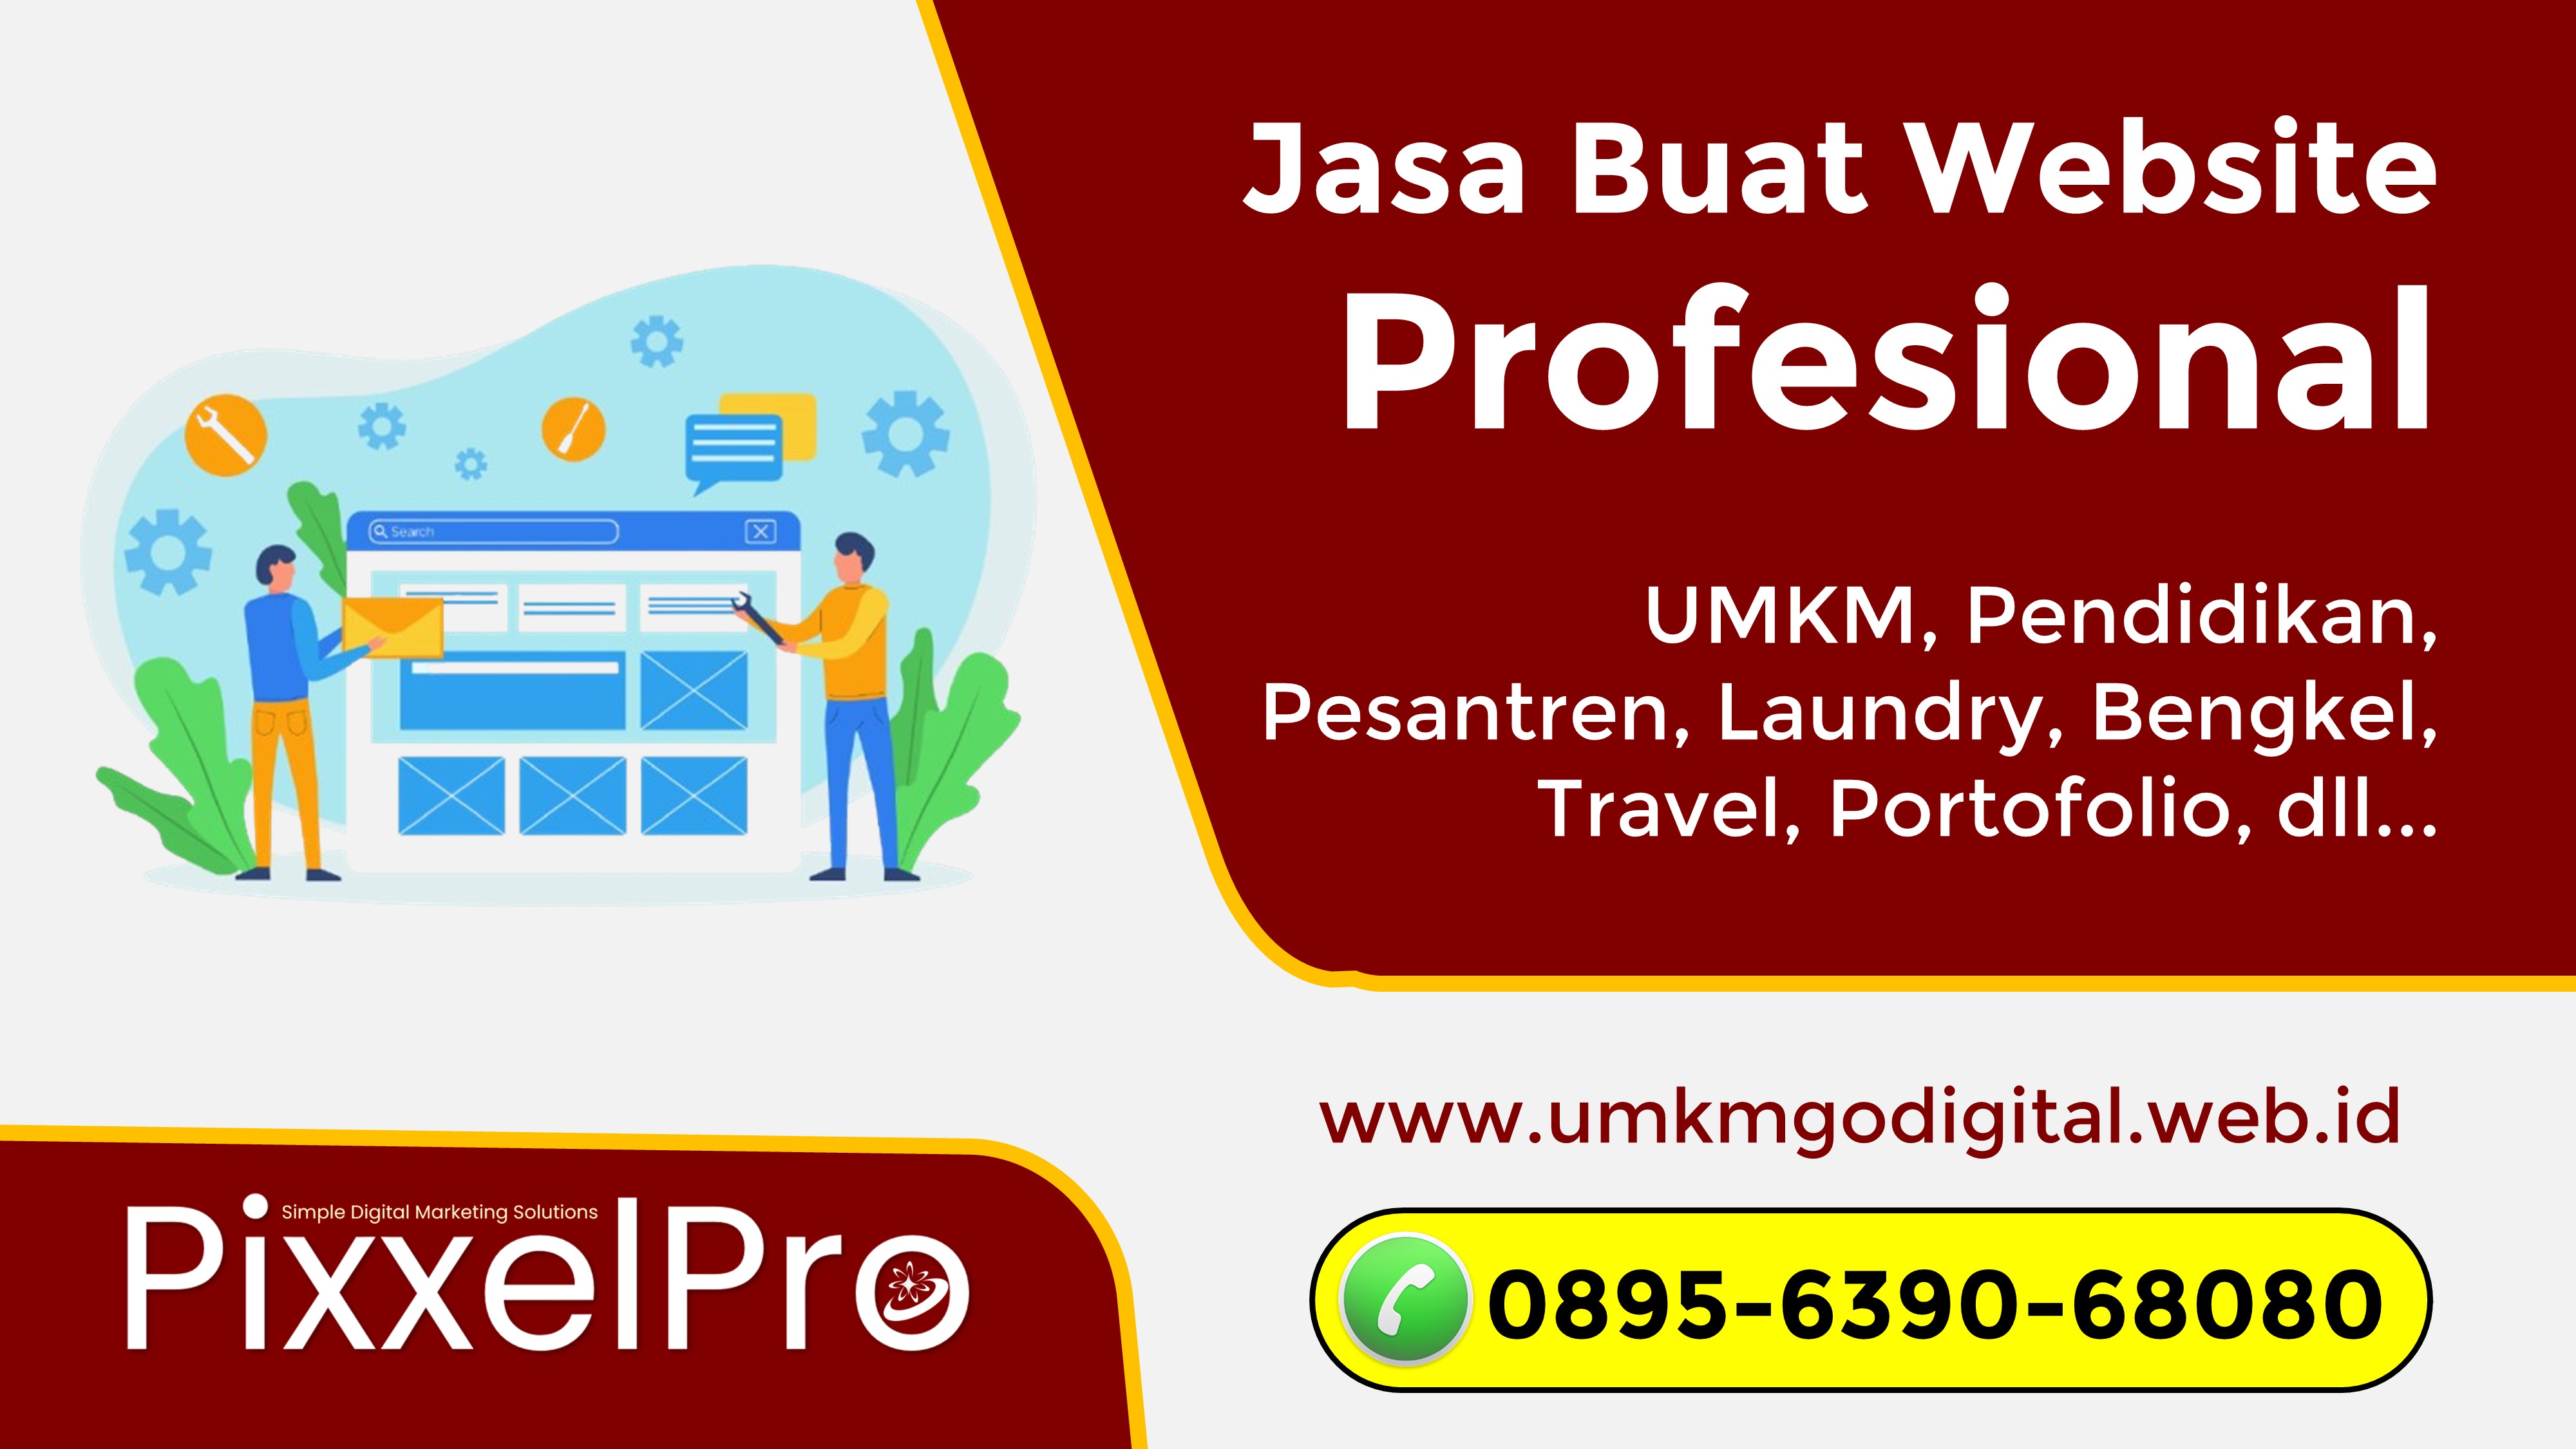 Jasa Buat Website
Profesional
UMKM, Pendidikan,
Pesantren, Laundry, Bengkel,
Travel, Portofolio, dll...
Search
www.umkmgodigital.web.id
0895-6390-68080
Simple Digital Marketing Solutions
PixxelPro